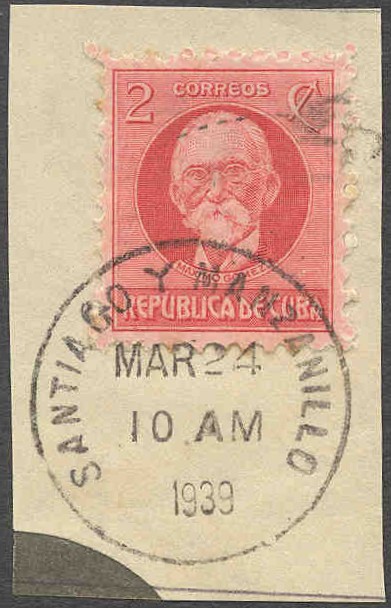 CORREOS
2 ₡
MAXIMO GOMEZ
REPUBLICA DE CUBA
SANTIAGO Y MANZANILLO
MAR 24
10 AM
1939